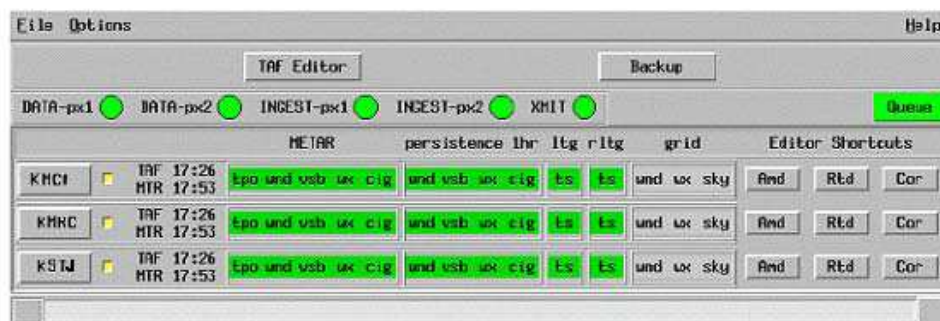 File Options Help
TAF Editor Backup
DATA-px1 DATA-px2 INGEST-px1 INGEST-px2 XMIT Queue
METAR persistence 1hr ltg rltg grid Editor Shortcuts
KMCI TAF 17:26 tpo wnd vsb wx cig wnd vsb wx cig ts ts wnd wx sky Amd Rtd Cor
MTR 17:53
KMKC TAF 17:26 tpo wnd vsb wx cig wnd vsb wx cig ts ts wnd wx sky Amd Rtd Cor
MTR 17:53
KSTJ TAF 17:26 tpo wnd vsb wx cig wnd vsb wx cig ts ts wnd wx sky Amd Rtd Cor
MTR 17:53